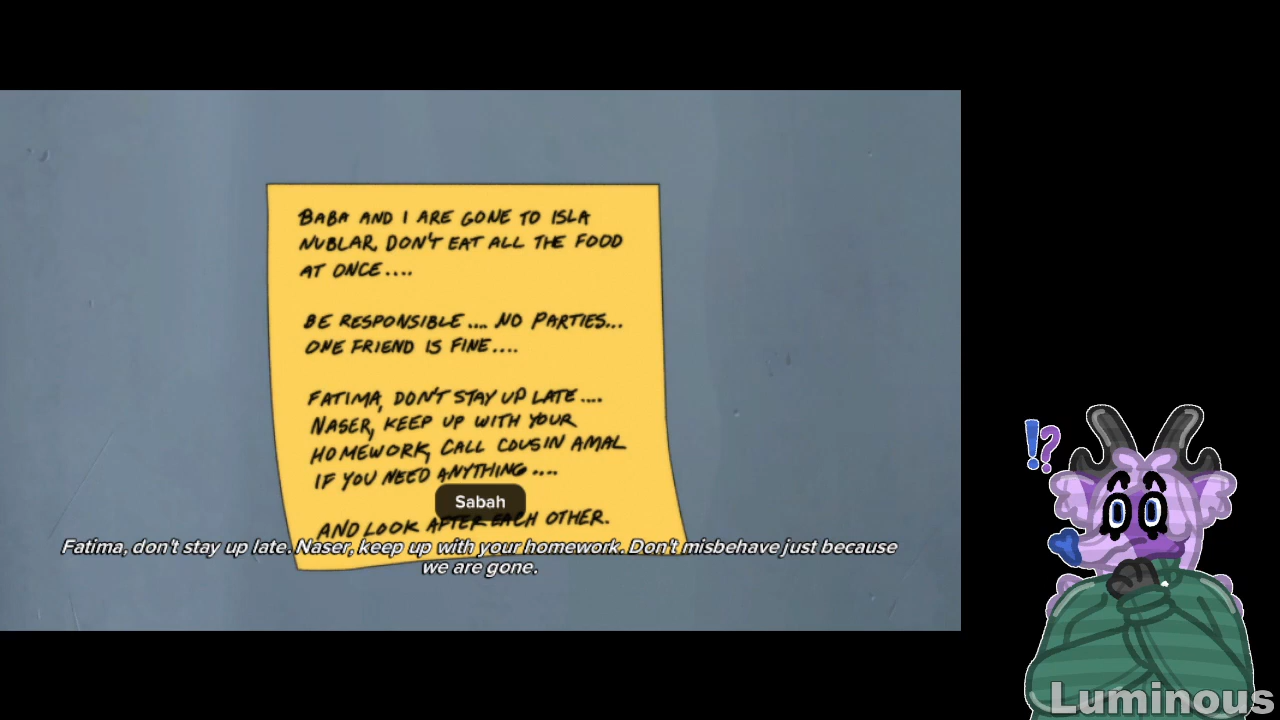 BABA AND I ARE GONE TO ISLA
NUBLAR, DON'T EAT ALL THE FOOD
AT ONCE....
BE RESPONSIBLE.... NO PARTIES...
ONE FRIEND IS FINE....
FATIMA, DON'T STAY UP LATE....
NASER, KEEP UP WITH YOUR
HOMEWORK, CALL COUSIN AMAL
IF YOU NEED ANYTHING....
Sabah
AND LOOK AFTER EACH OTHER.
Fatima, don't stay up late. Naser, keep up with your homework. Don't misbehave just because
we are gone.
!?
Luminous